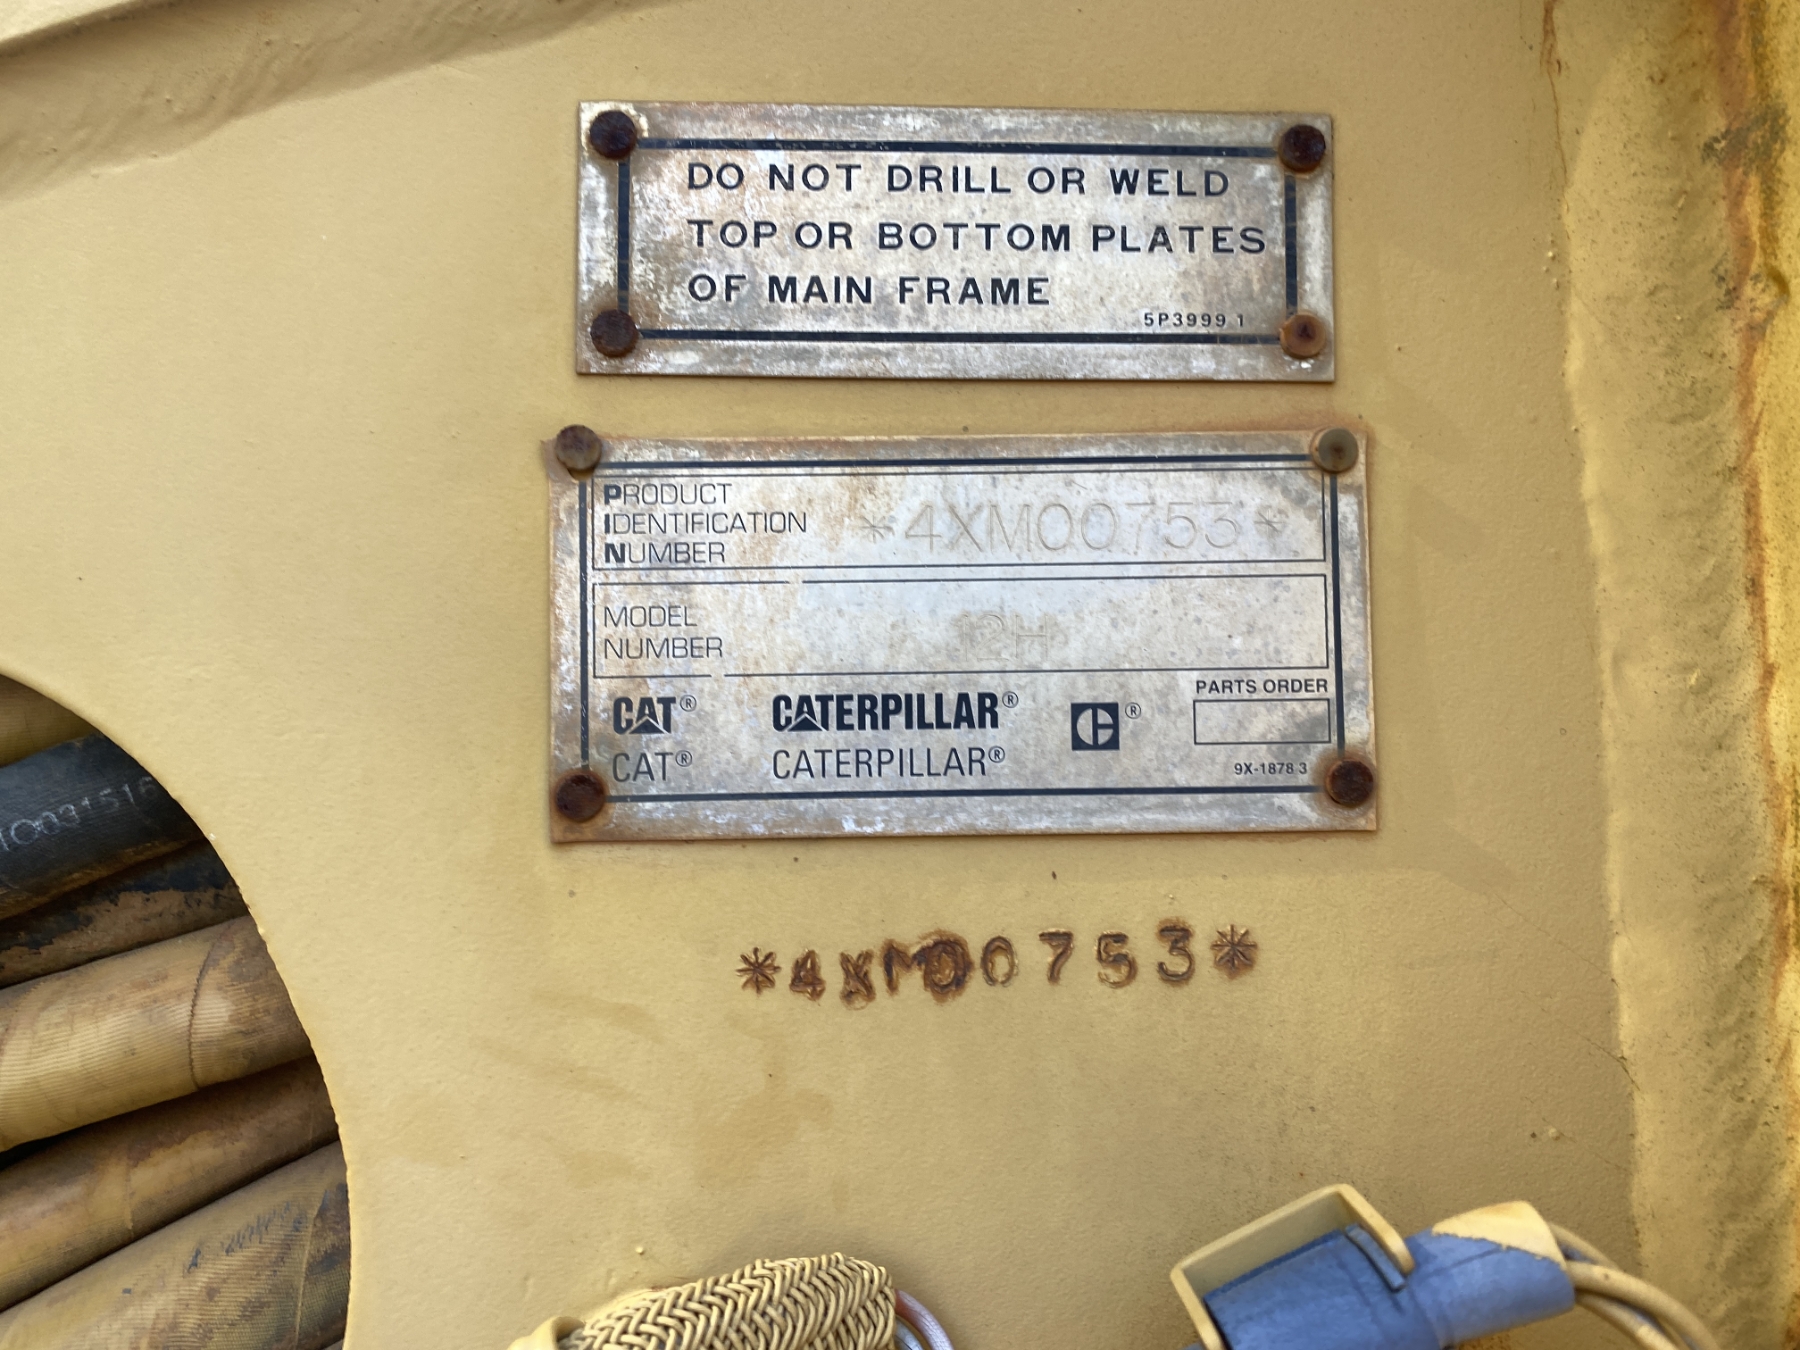 DO NOT DRILL OR WELD
TOP OR BOTTOM PLATES
OF MAIN FRAME
5P3999 1
PRODUCT
IDENTIFICATION
NUMBER
*4XM00753*
MODEL
NUMBER
12H
PARTS ORDER
CAT® CATERPILLAR® ®
CAT® CATERPILLAR®
9X-1878 3
*4XM00753*